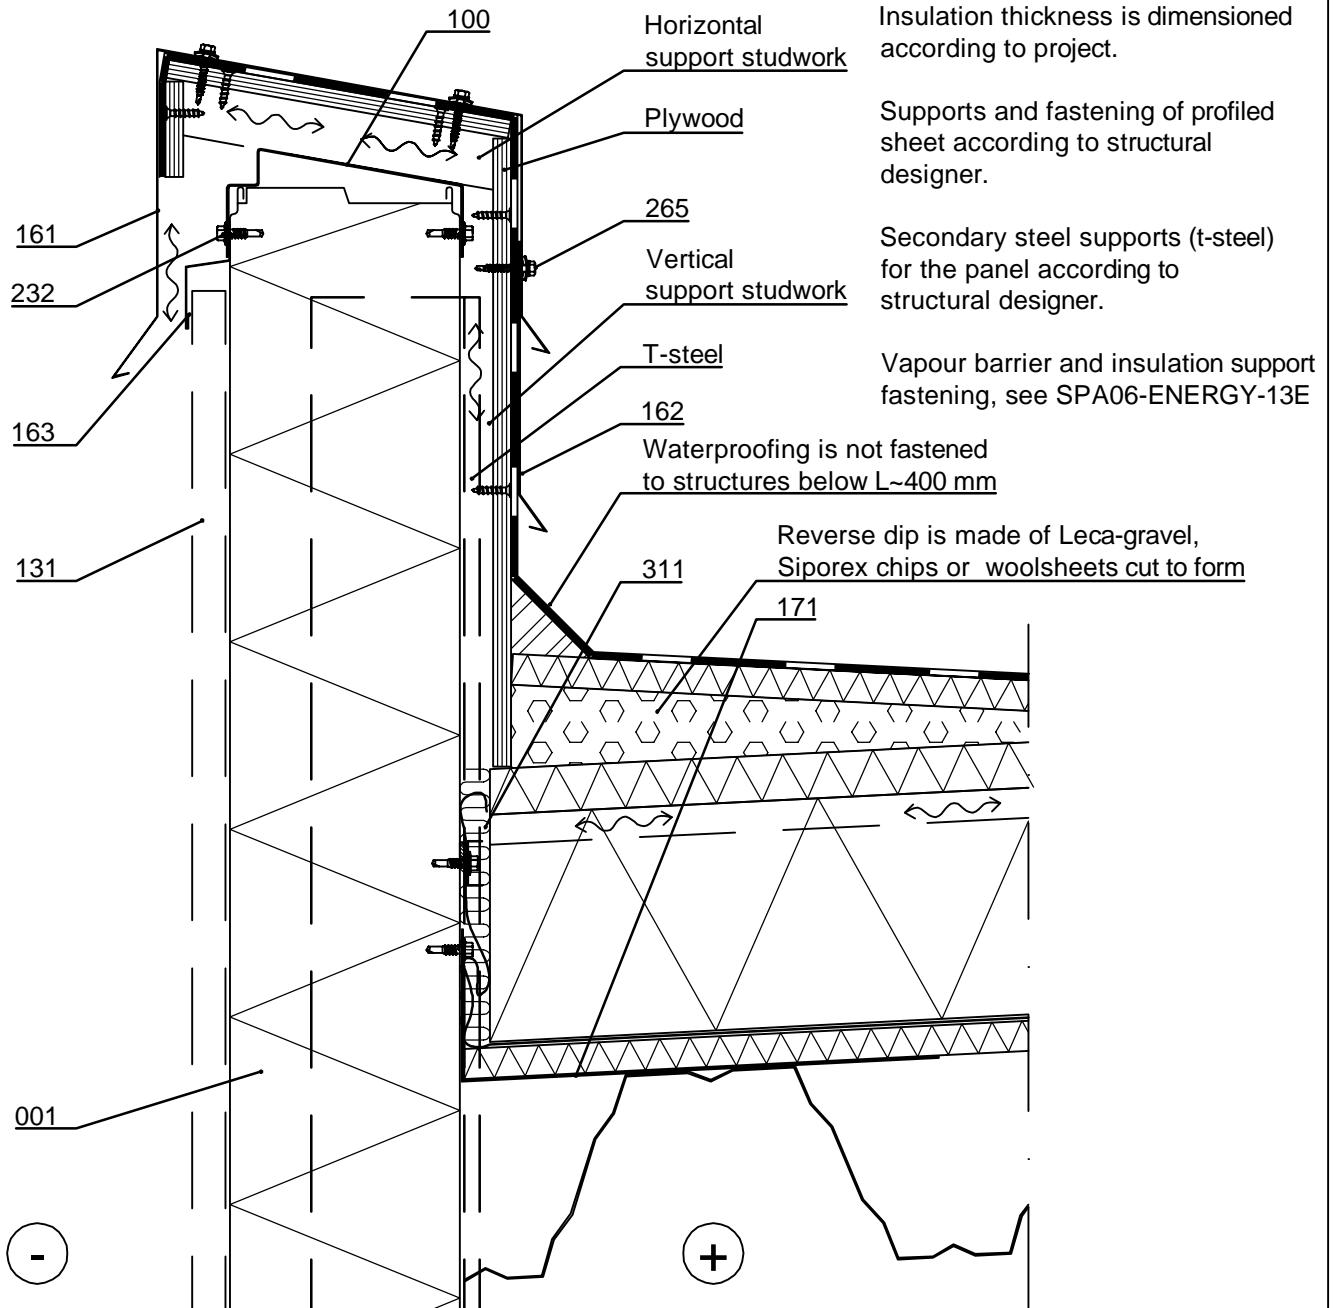 100
Horizontal
support studwork
Plywood
265
Vertical
support studwork
T-steel
162
Waterproofing is not fastened
to structures below L~400 mm
Reverse dip is made of Leca-gravel,
Siporex chips or woolsheets cut to form
311
171
161
232
163
131
001
-
+
Insulation thickness is dimensioned
according to project.
Supports and fastening of profiled
sheet according to structural
designer.
Secondary steel supports (t-steel)
for the panel according to
structural designer.
Vapour barrier and insulation support
fastening, see SPA06-ENERGY-13E